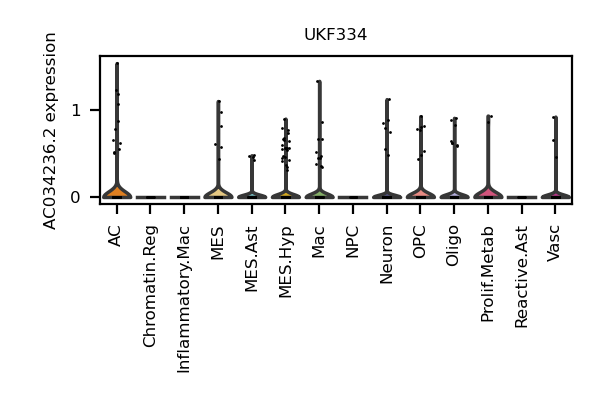 UKF334
AC034236.2 expression
1
0
AC
Chromatin.Reg
Inflammatory.Mac
MES
MES.Ast
MES.Hyp
Mac
NPC
Neuron
OPC
Oligo
Prolif.Metab
Reactive.Ast
Vasc